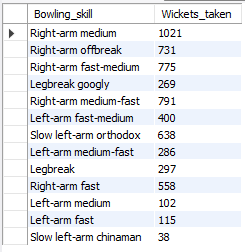 Bowling_skill Wickets_taken
Right-arm medium 1021
Right-arm offbreak 731
Right-arm fast-medium 775
Legbreak googly 269
Right-arm medium-fast 791
Left-arm fast-medium 400
Slow left-arm orthodox 638
Left-arm medium-fast 286
Legbreak 297
Right-arm fast 558
Left-arm medium 102
Left-arm fast 115
Slow left-arm chinaman 38